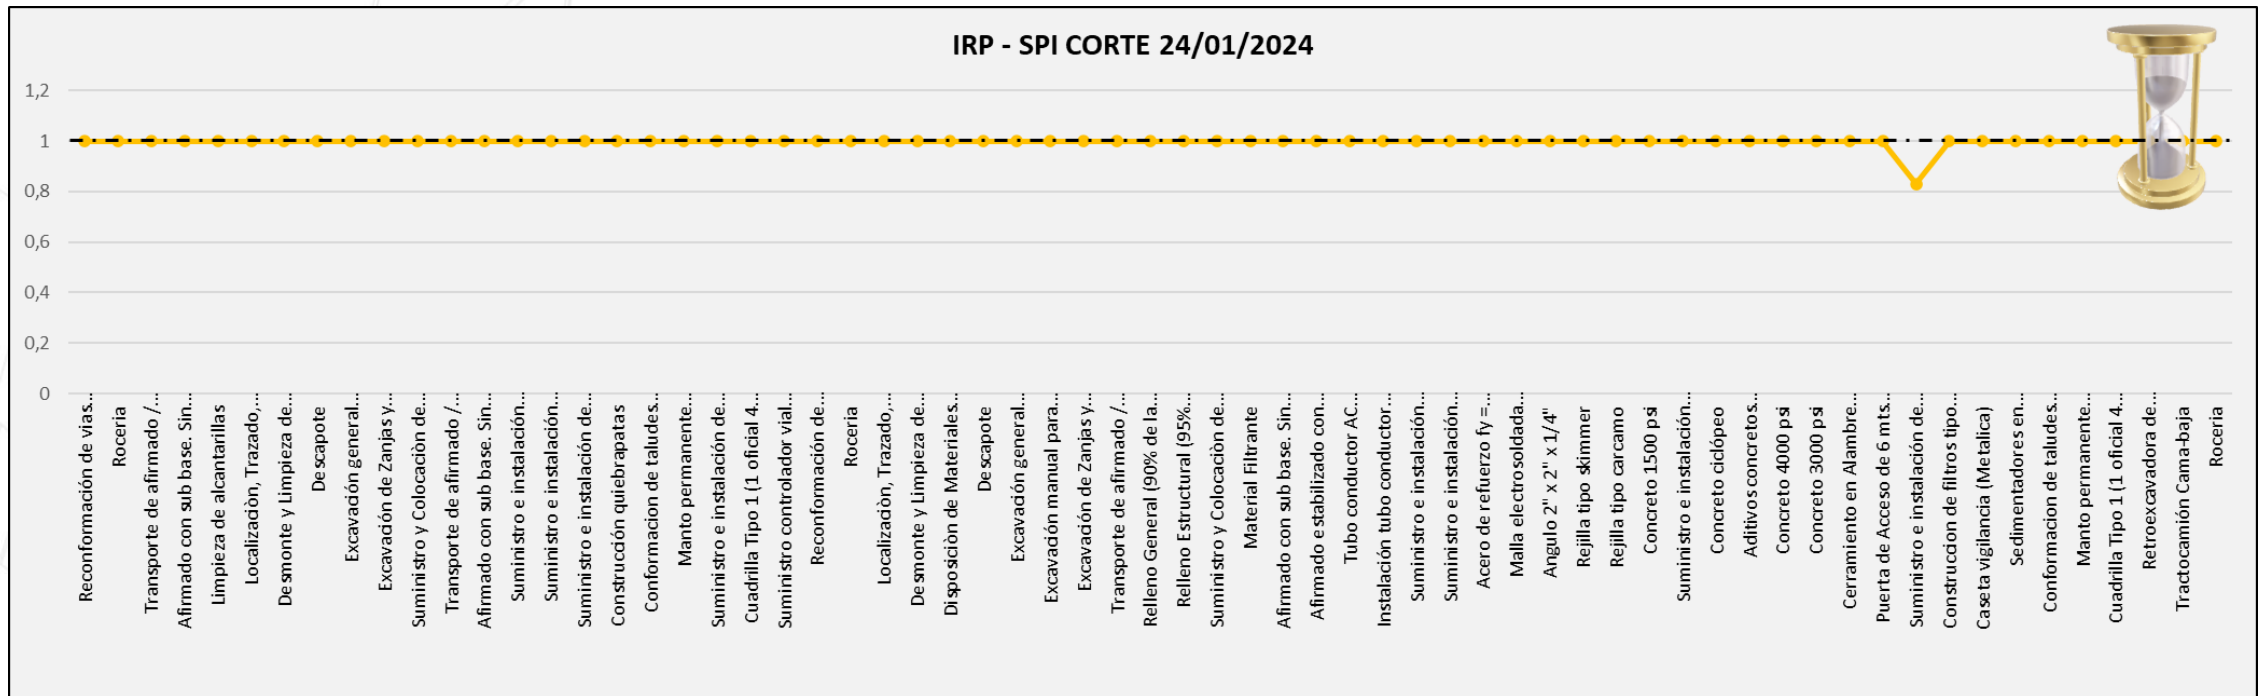 IRP - SPI CORTE 24/01/2024
1,2
1
0,8
0,6
0,4
0,2
0
Reconformación de vias...
Roceria
Transporte de afirmado /...
Afirmado con sub base. Sin...
Limpieza de alcantarillas
Localizaciòn, Trazado,...
Desmonte y Limpieza de...
Descapote
Excavación general...
Excavación de Zanjas y...
Suministro y Colocaciòn de...
Transporte de afirmado /...
Afirmado con sub base. Sin...
Suministro e instalación...
Suministro e instalación...
Suministro e instalación de...
Construcción quiebrapatas
Conformacion de taludes...
Manto permanente...
Suministro e instalación de...
Cuadrilla Tipo 1 (1 oficial 4...
Suministro controlador vial...
Reconformación de...
Roceria
Localizaciòn, Trazado,...
Desmonte y Limpieza de...
Disposiciòn de Materiales...
Descapote
Excavación general...
Excavación manual para...
Excavación de Zanjas y...
Transporte de afirmado /...
Relleno General (90% de la...
Relleno Estructural (95%...
Suministro y Colocaciòn de...
Material Filtrante
Afirmado con sub base. Sin...
Afirmado estabilizado con...
Tubo conductor AC...
Instalación tubo conductor...
Suministro e instalación...
Suministro e instalación...
Acero de refuerzo fy =...
Malla electrosoldada...
Angulo 2" x 2" x 1/4"
Rejilla tipo skimmer
Rejilla tipo carcamo
Concreto 1500 psi
Suministro e instalación...
Concreto ciclópeo
Aditivos concretos...
Concreto 4000 psi
Concreto 3000 psi
Cerramiento en Alambre...
Puerta de Acceso de 6 mts...
Suministro e instalación de...
Construccion de filtros tipo...
Caseta vigilancia (Metalica)
Sedimentadores en...
Conformacion de taludes...
Manto permanente...
Cuadrilla Tipo 1 (1 oficial 4...
Retroexcavadora de...
Tractocamión Cama-baja
Roceria